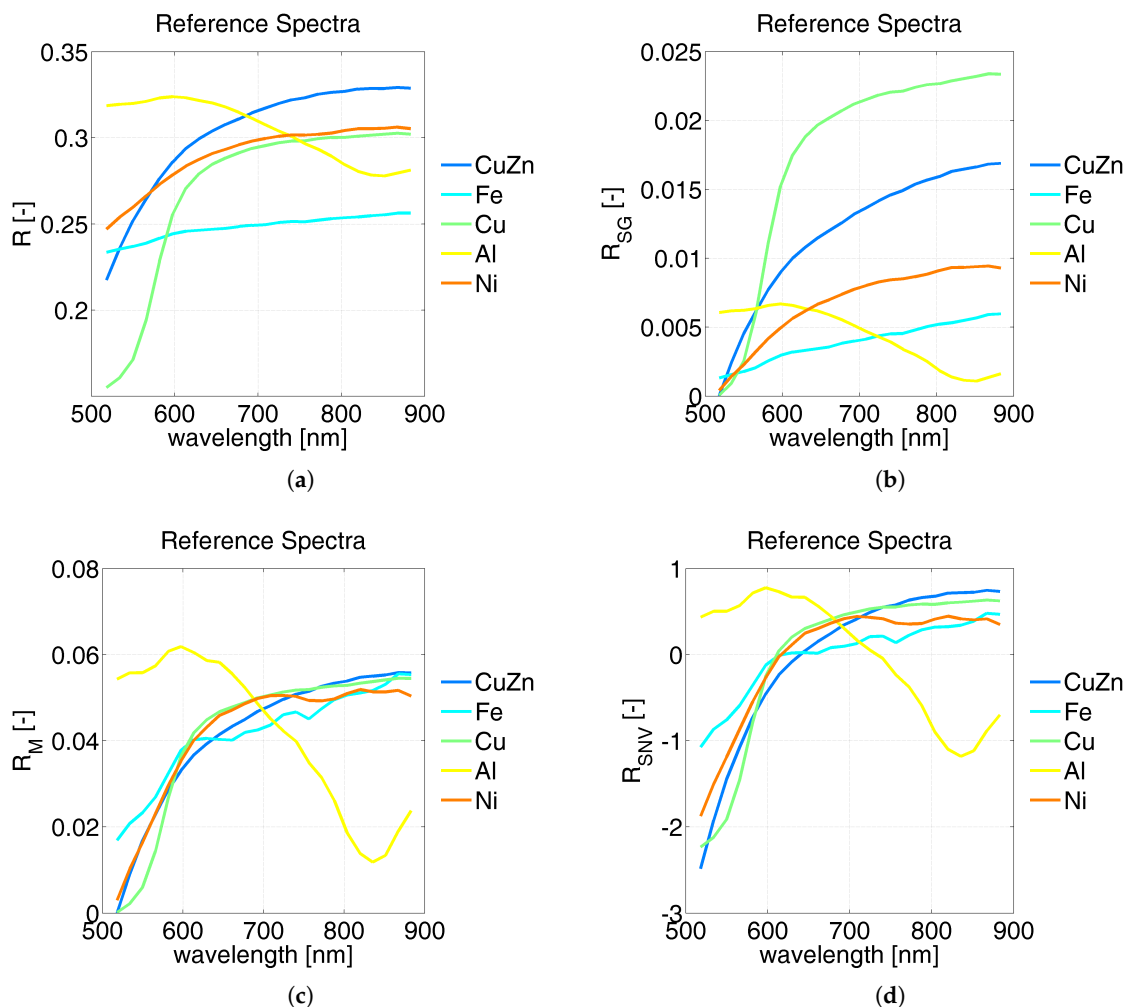 Reference Spectra
0.35
0.3
0.25
0.2
R [-]
500 600 700 800 900
wavelength [nm]
CuZn
Fe
Cu
Al
Ni
(a)
Reference Spectra
0.025
0.02
0.015
0.01
0.005
0
R_SG [-]
500 600 700 800 900
wavelength [nm]
CuZn
Fe
Cu
Al
Ni
(b)
Reference Spectra
0.08
0.06
0.04
0.02
0
R_M [-]
500 600 700 800 900
wavelength [nm]
CuZn
Fe
Cu
Al
Ni
(c)
Reference Spectra
1
0
-1
-2
-3
R_SNV [-]
500 600 700 800 900
wavelength [nm]
CuZn
Fe
Cu
Al
Ni
(d)